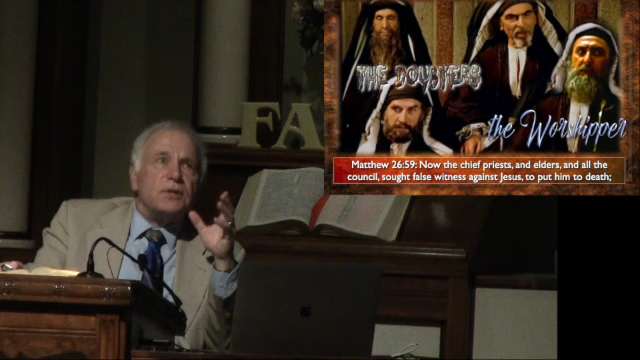 FA
THE DOUBTERS
the Worshipper
Matthew 26:59: Now the chief priests, and elders, and all the
council, sought false witness against Jesus, to put him to death;